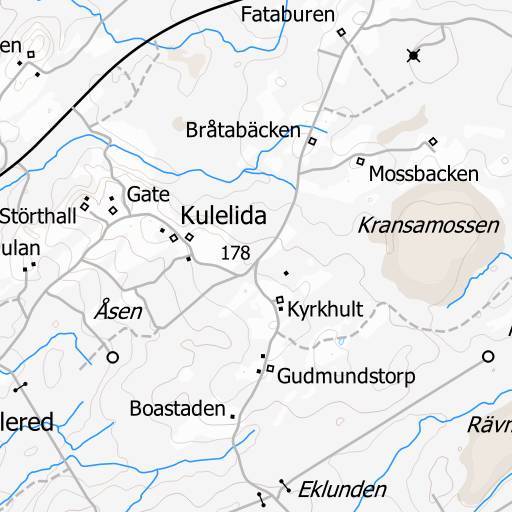 Fataburen
Bråtabäcken
Mossbacken
Gate
Störthall
Kulelida
Kransamossen
178
Åsen
Kyrkhult
Gudmundstorp
Boastaden
Eklunden